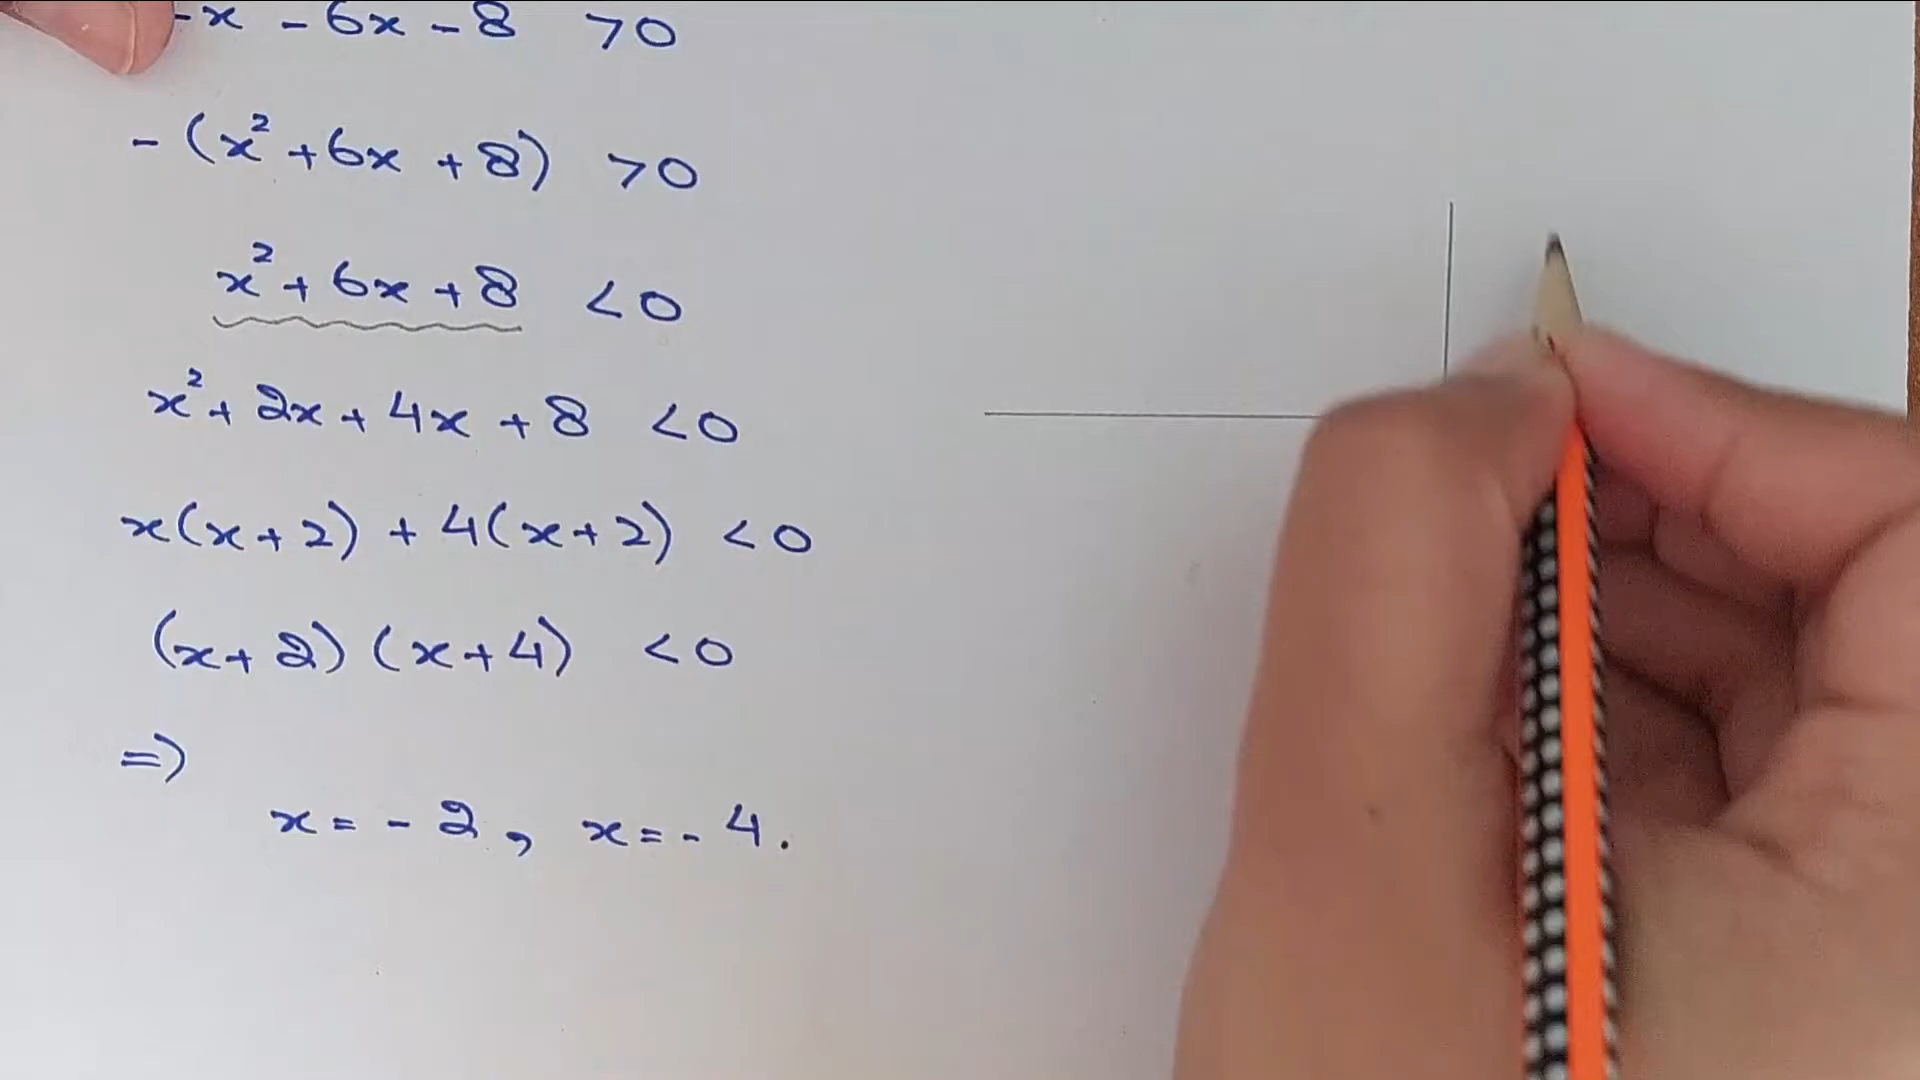 -x - 6x - 8 >0
- (x² + 6x + 8) >0
x² + 6x + 8 <0
x² + 2x + 4x + 8 <0
x(x+2) + 4(x+2) <0
(x+2) (x+4) <0
=>
x = - 2 , x = - 4 .